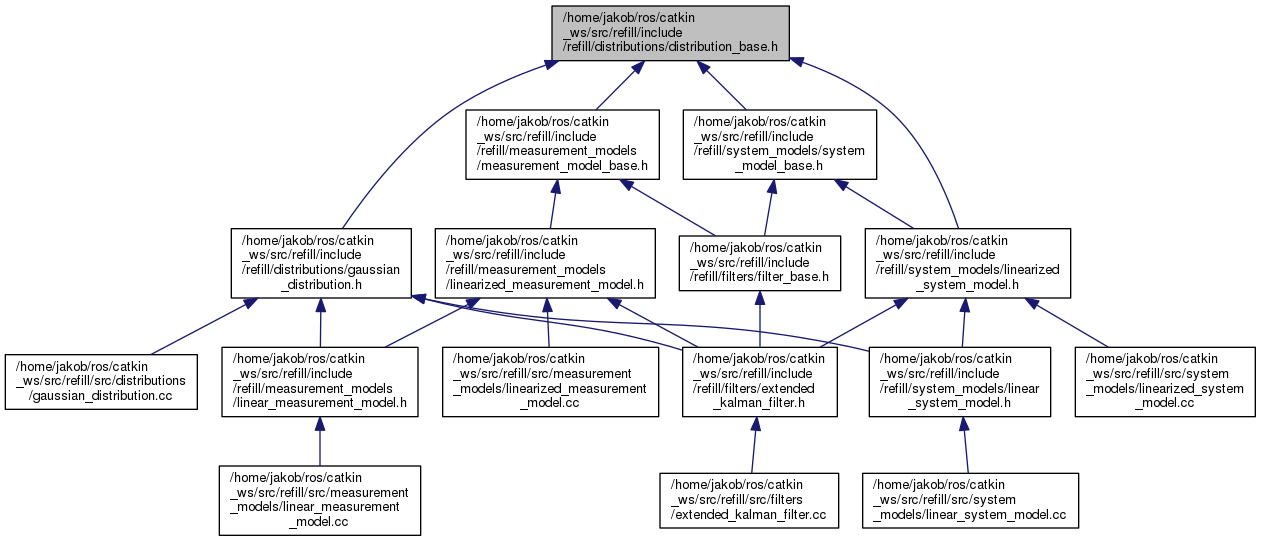 /home/jakob/ros/catkin
_ws/src/refill/include
/refill/distributions/distribution_base.h
/home/jakob/ros/catkin
_ws/src/refill/include
/refill/measurement_models
/measurement_model_base.h
/home/jakob/ros/catkin
_ws/src/refill/include
/refill/system_models/system
_model_base.h
/home/jakob/ros/catkin
_ws/src/refill/include
/refill/distributions/gaussian
_distribution.h
/home/jakob/ros/catkin
_ws/src/refill/include
/refill/measurement_models
/linearized_measurement_model.h
/home/jakob/ros/catkin
_ws/src/refill/include
/refill/filters/filter_base.h
/home/jakob/ros/catkin
_ws/src/refill/include
/refill/system_models/linearized
_system_model.h
/home/jakob/ros/catkin
_ws/src/refill/src/distributions
/gaussian_distribution.cc
/home/jakob/ros/catkin
_ws/src/refill/include
/refill/measurement_models
/linear_measurement_model.h
/home/jakob/ros/catkin
_ws/src/refill/src/measurement
_models/linearized_measurement
_model.cc
/home/jakob/ros/catkin
_ws/src/refill/include
/refill/filters/extended
_kalman_filter.h
/home/jakob/ros/catkin
_ws/src/refill/include
/refill/system_models/linear
_system_model.h
/home/jakob/ros/catkin
_ws/src/refill/src/system
_models/linearized_system
_model.cc
/home/jakob/ros/catkin
_ws/src/refill/src/measurement
_models/linear_measurement
_model.cc
/home/jakob/ros/catkin
_ws/src/refill/src/filters
/extended_kalman_filter.cc
/home/jakob/ros/catkin
_ws/src/refill/src/system
_models/linear_system_model.cc